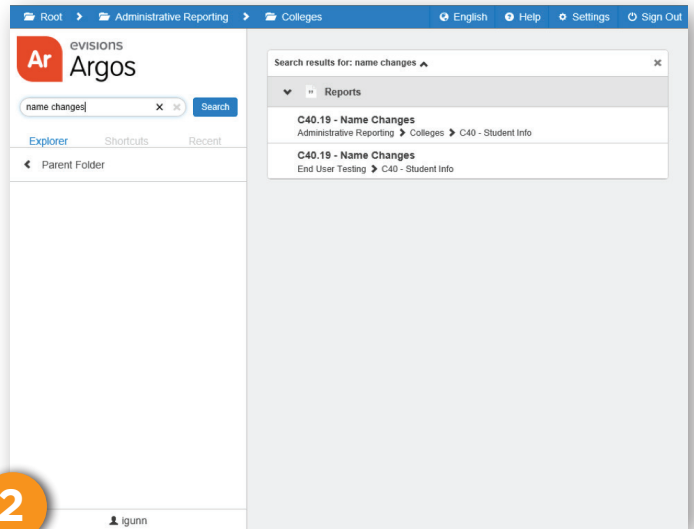 Root > Administrative Reporting > Colleges English Help Settings Sign Out
Ar evisions Argos
name changes Search
Explorer Shortcuts Recent
Parent Folder
Search results for: name changes
Reports
C40.19 - Name Changes
Administrative Reporting > Colleges > C40 - Student Info
C40.19 - Name Changes
End User Testing > C40 - Student Info
2
igunn